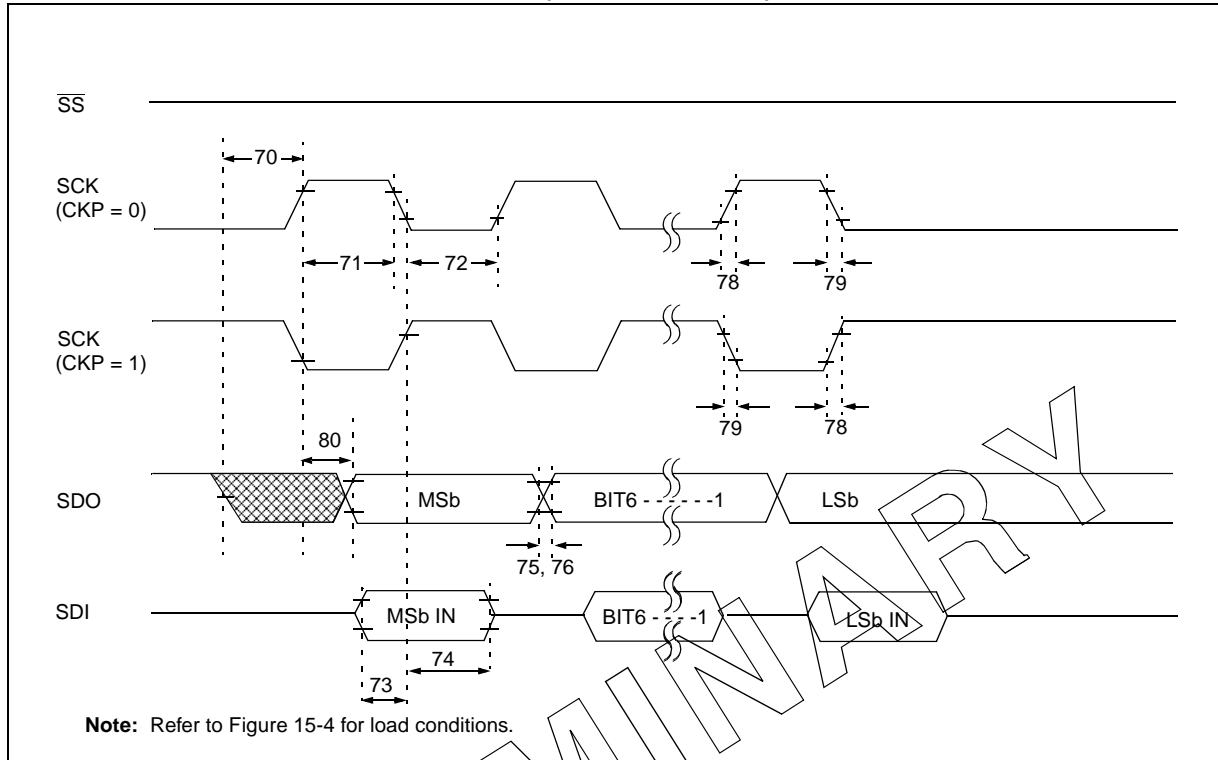 SS
70
SCK
(CKP = 0)
71
72
78
79
SCK
(CKP = 1)
79
78
80
SDO
MSb
BIT6 - - - - - -1
LSb
75, 76
SDI
MSb IN
BIT6 - - - -1
LSb IN
74
73
Note: Refer to Figure 15-4 for load conditions.
MINARY